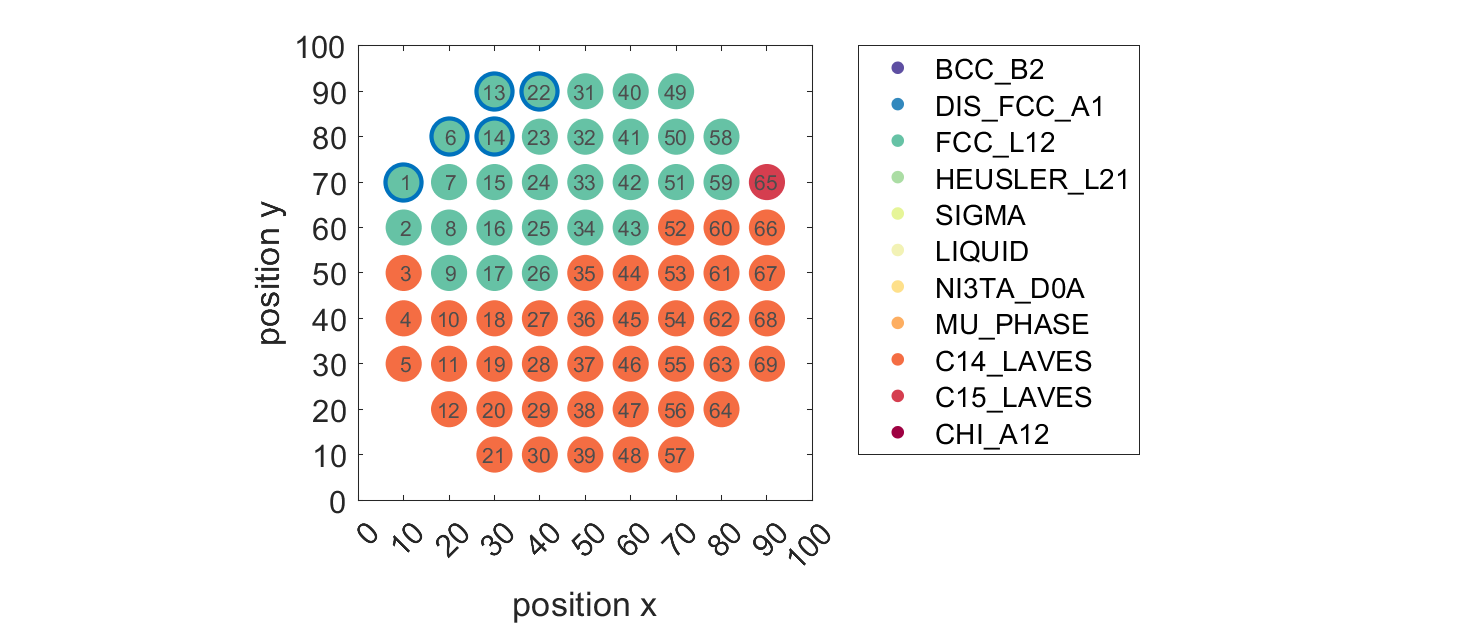 100
90 13 22 31 40 49
80 6 14 23 32 41 50 58
70 1 7 15 24 33 42 51 59 65
60 2 8 16 25 34 43 52 60 66
50 3 9 17 26 35 44 53 61 67
40 4 10 18 27 36 45 54 62 68
30 5 11 19 28 37 46 55 63 69
20 12 20 29 38 47 56 64
10 21 30 39 48 57
0
0 10 20 30 40 50 60 70 80 90 100
position x
position y
BCC_B2
DIS_FCC_A1
FCC_L12
HEUSLER_L21
SIGMA
LIQUID
NI3TA_D0A
MU_PHASE
C14_LAVES
C15_LAVES
CHI_A12